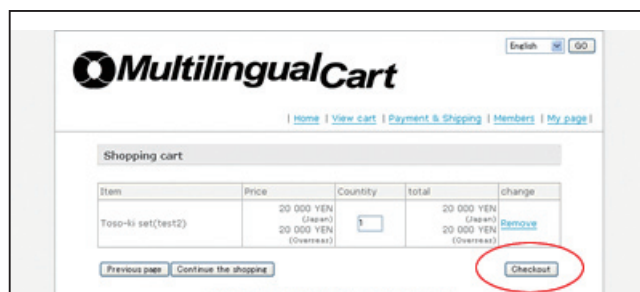 English GO
MultilingualCart
| Home | View cart | Payment & Shipping | Members | My page |
Shopping cart
Item Price Countity total change
Toso-ki set(test2) 20 000 YEN (Japan) 20 000 YEN (Overseas) 1 20 000 YEN (Japan) 20 000 YEN (Overseas) Remove
Previous page Continue the shopping Checkout